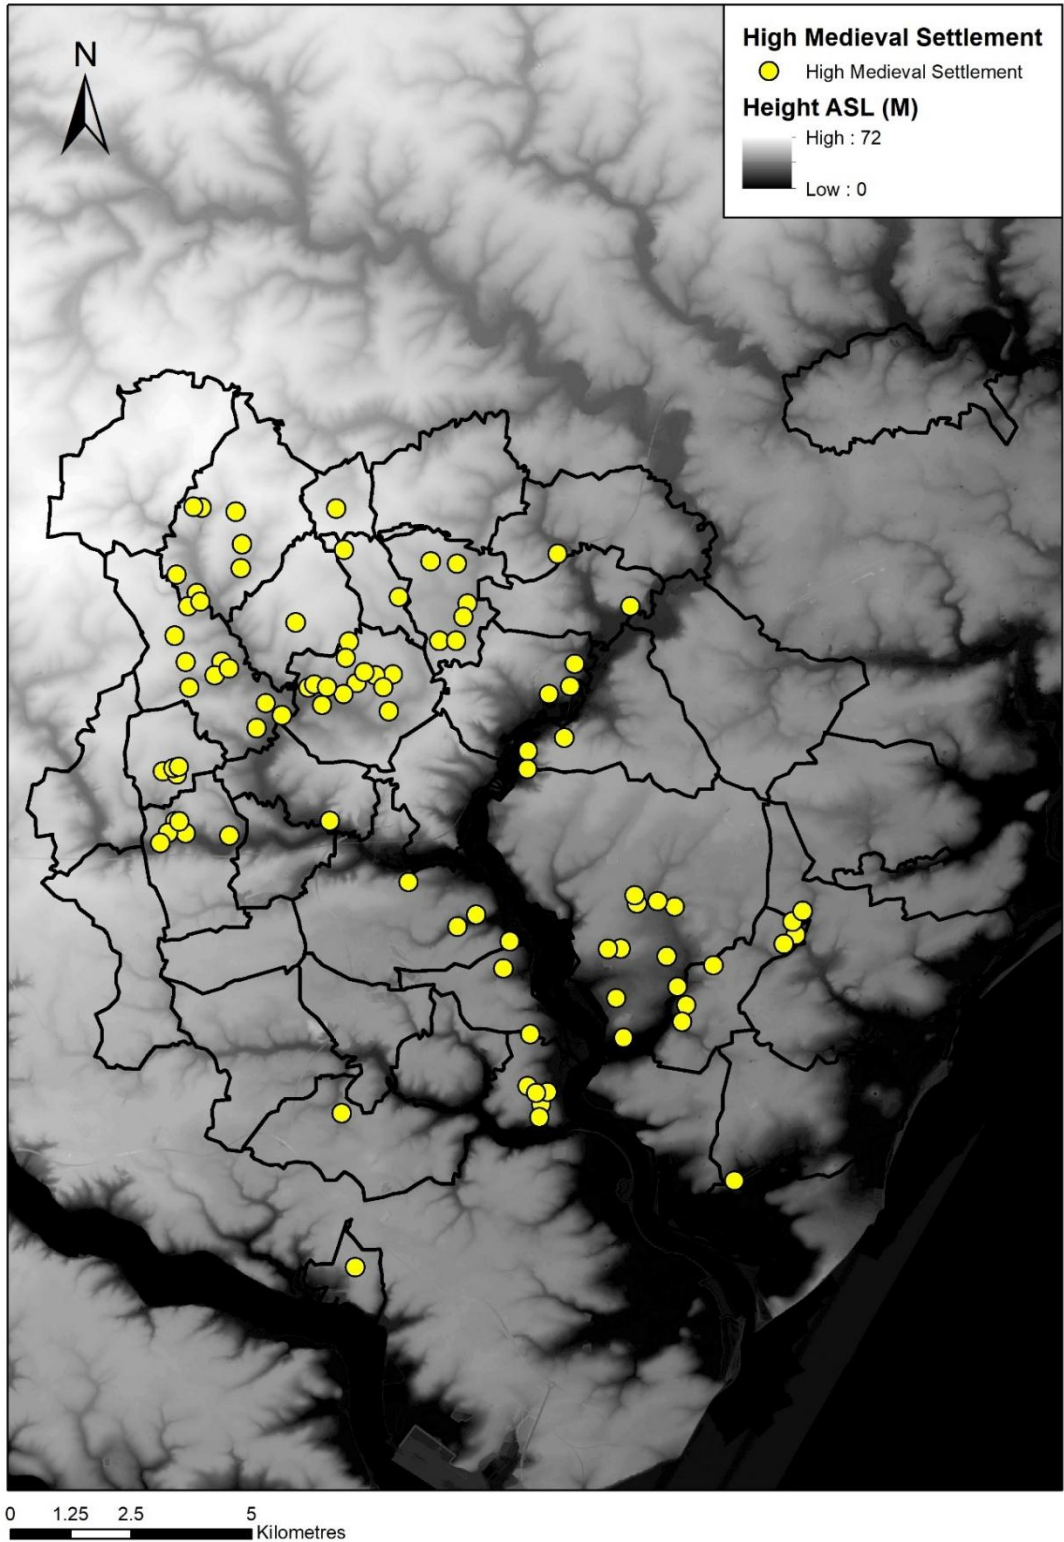 N
High Medieval Settlement
High Medieval Settlement
Height ASL (M)
High : 72
Low : 0
0 1.25 2.5 5
Kilometres